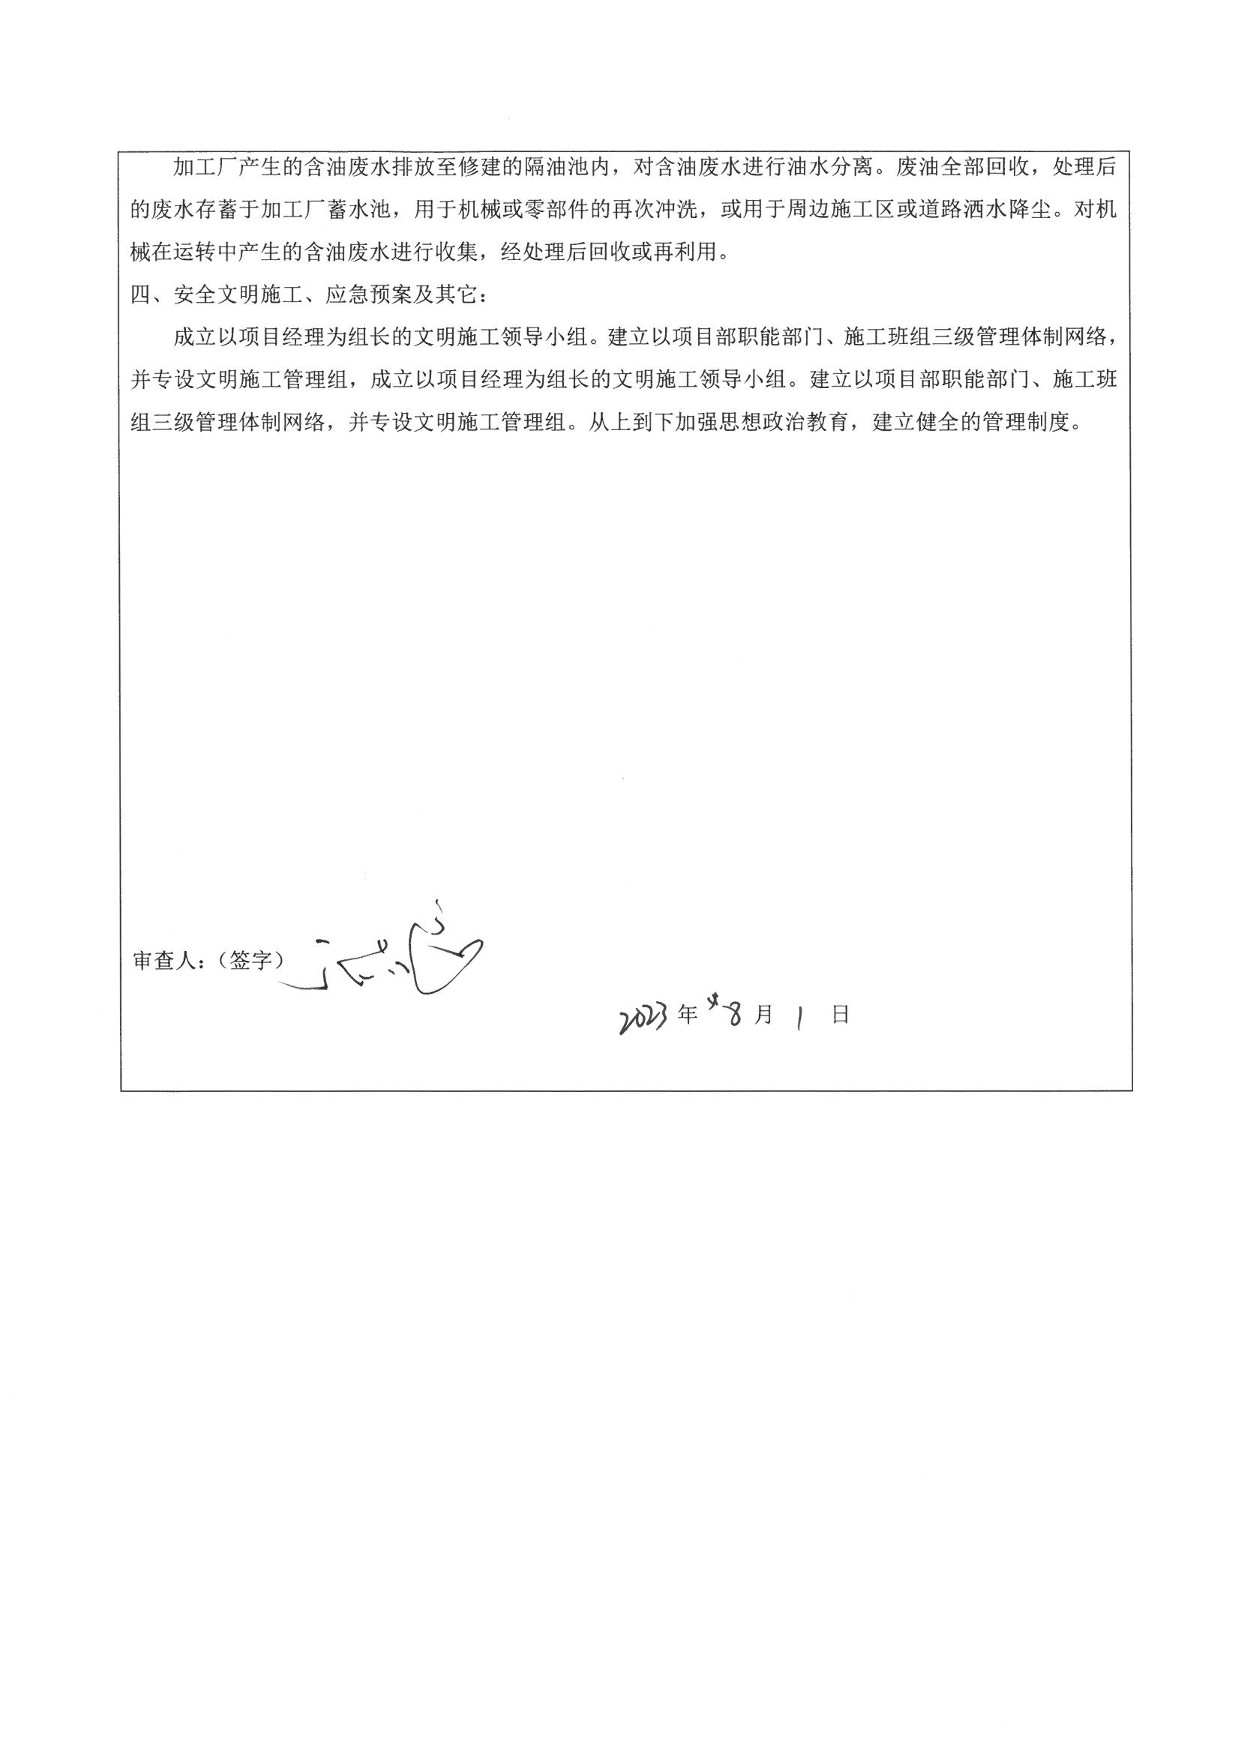 加工厂产生的含油废水排放至修建的隔油池内，对含油废水进行油水分离。废油全部回收，处理后
的废水存蓄于加工厂蓄水池，用于机械或零部件的再次冲洗，或用于周边施工区或道路洒水降尘。对机
械在运转中产生的含油废水进行收集，经处理后回收或再利用。
四、安全文明施工、应急预案及其它：
成立以项目经理为组长的文明施工领导小组。建立以项目部职能部门、施工班组三级管理体制网络，
并专设文明施工管理组，成立以项目经理为组长的文明施工领导小组。建立以项目部职能部门、施工班
组三级管理体制网络，并专设文明施工管理组。从上到下加强思想政治教育，建立健全的管理制度。
审查人：（签字）
2023 年 8 月 1 日